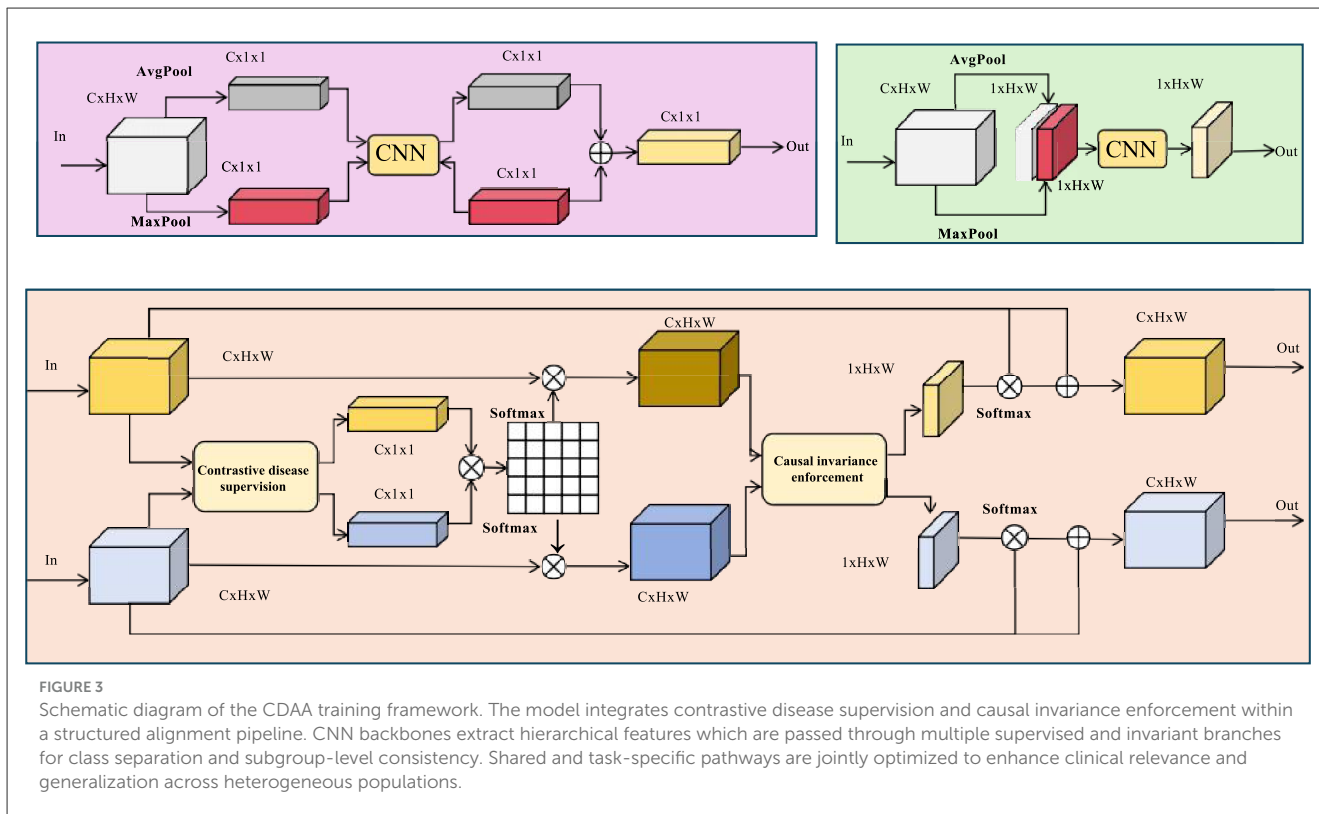 Cx1x1
Cx1x1
AvgPool
CxHxW
In
CNN
Cx1x1
Out
Cx1x1
Cx1x1
MaxPool
AvgPool
CxHxW
1xHxW
1xHxW
In
CNN
Out
1xHxW
MaxPool
CxHxW
CxHxW
In
CxHxW
Out
1xHxW
Softmax
Softmax
Cx1x1
Contrastive disease
supervision
Causal invariance
enforcement
Cx1x1
Softmax
Softmax
CxHxW
In
Out
1xHxW
CxHxW
CxHxW
FIGURE 3
Schematic diagram of the CDAA training framework. The model integrates contrastive disease supervision and causal invariance enforcement within
a structured alignment pipeline. CNN backbones extract hierarchical features which are passed through multiple supervised and invariant branches
for class separation and subgroup-level consistency. Shared and task-specific pathways are jointly optimized to enhance clinical relevance and
generalization across heterogeneous populations.